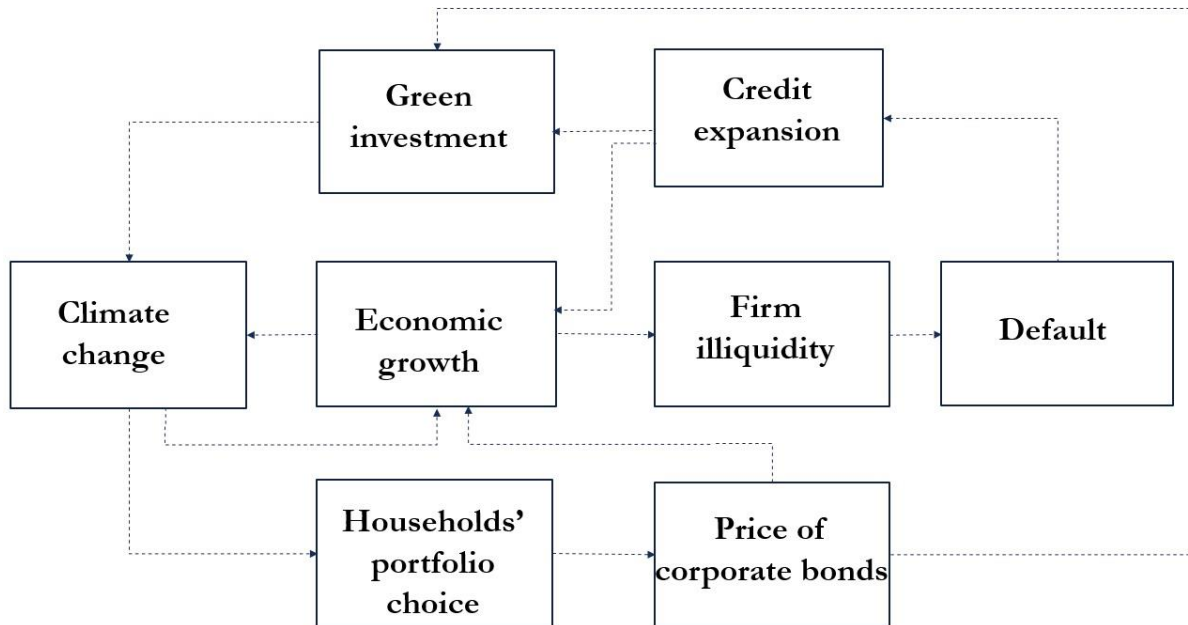 Green
investment
Credit
expansion
Climate
change
Economic
growth
Firm
illiquidity
Default
Households’
portfolio
choice
Price of
corporate bonds